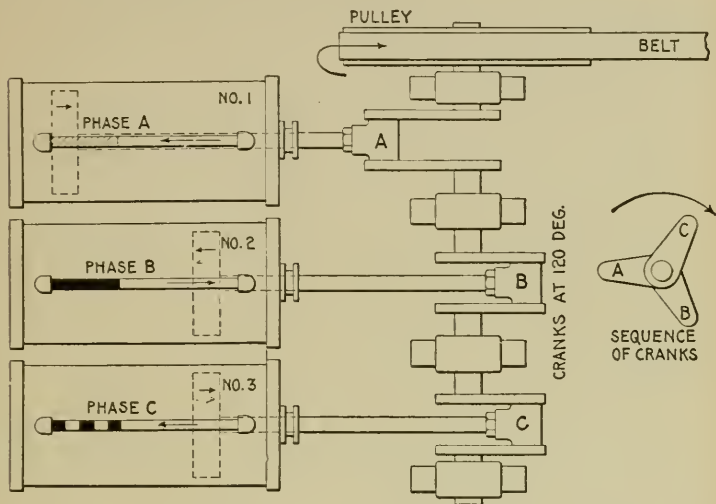 PULLEY
BELT
NO. 1
PHASE A
A
NO. 2
PHASE B
B
CRANKS AT 120 DEG.
C
A
B
SEQUENCE
OF CRANKS
NO. 3
PHASE C
C